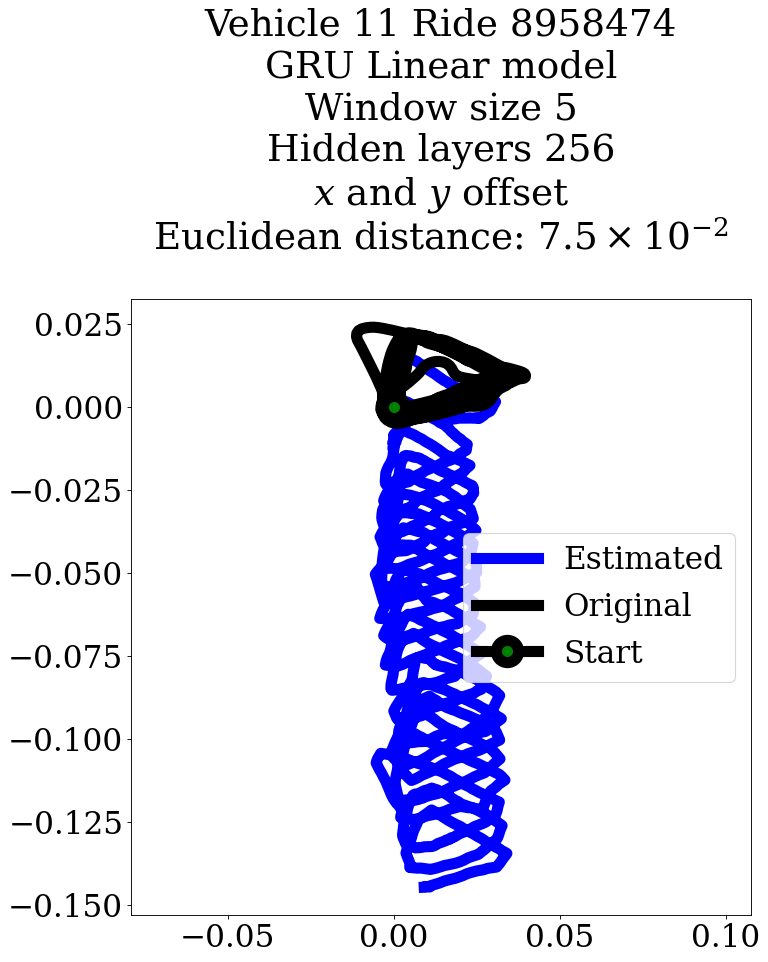 Vehicle 11 Ride 8958474
GRU Linear model
Window size 5
Hidden layers 256
x and y offset
Euclidean distance: 7.5 × 10⁻²
0.025
0.000
−0.025
−0.050
−0.075
−0.100
−0.125
−0.150
Estimated
Original
Start
−0.05 0.00 0.05 0.10